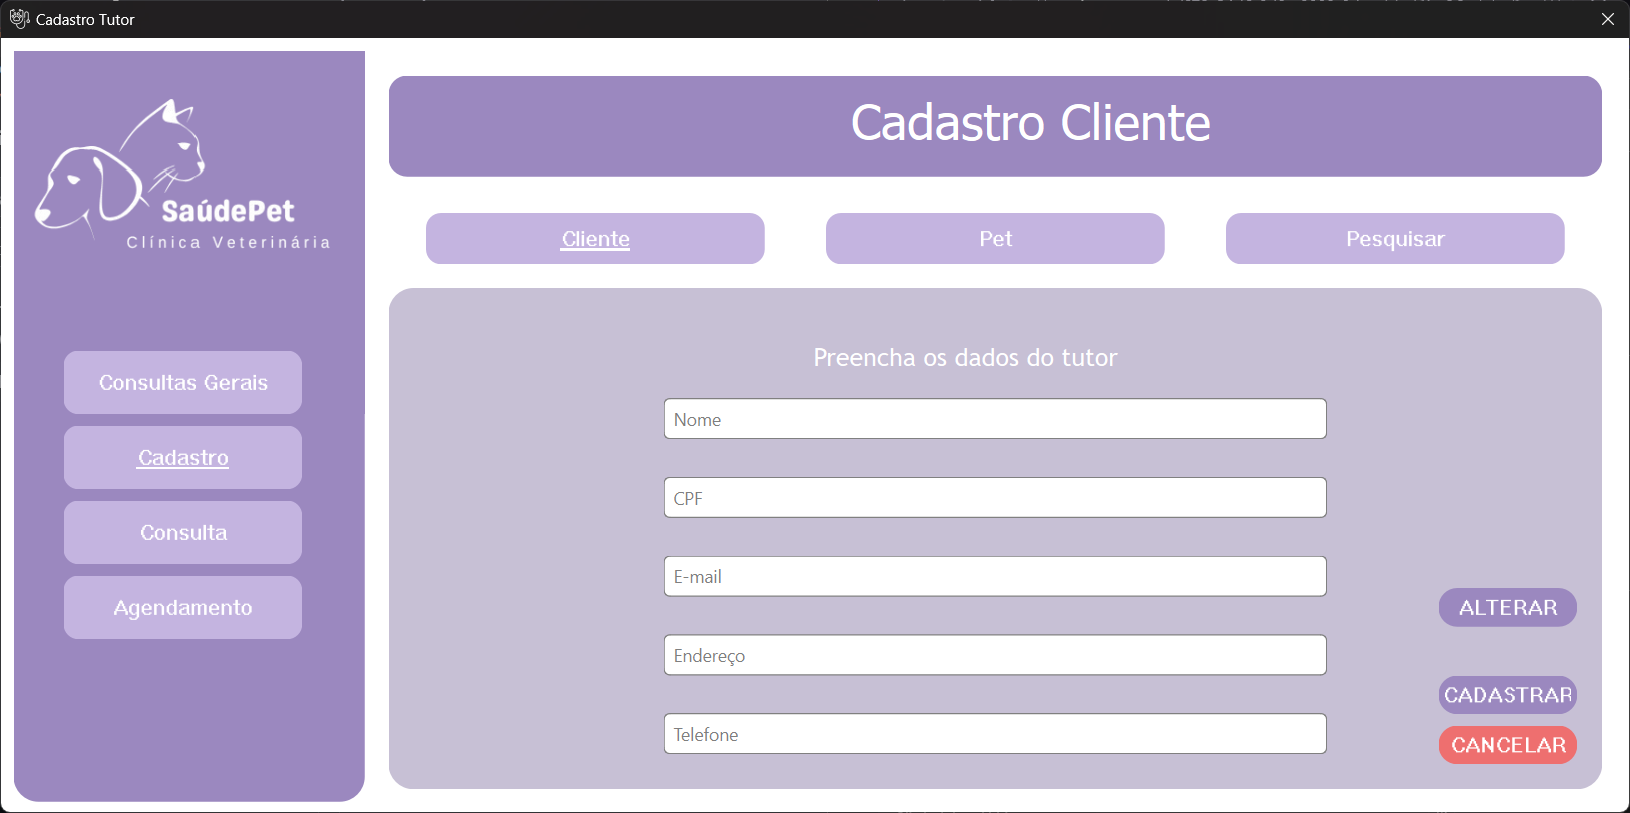 Cadastro Tutor
SaúdePet
Clínica Veterinária
Consultas Gerais
Cadastro
Consulta
Agendamento
Cadastro Cliente
Cliente
Pet
Pesquisar
Preencha os dados do tutor
Nome
CPF
E-mail
Endereço
Telefone
ALTERAR
CADASTRAR
CANCELAR